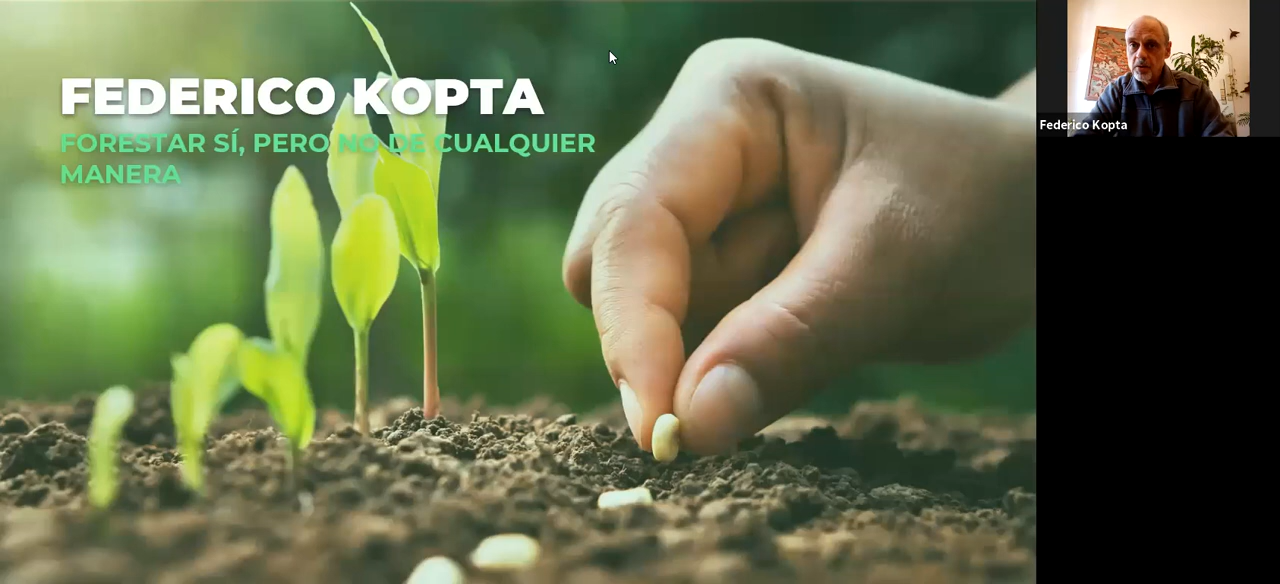 FEDERICO KOPTA
FORESTAR SÍ, PERO NO DE CUALQUIER
MANERA
Federico Kopta